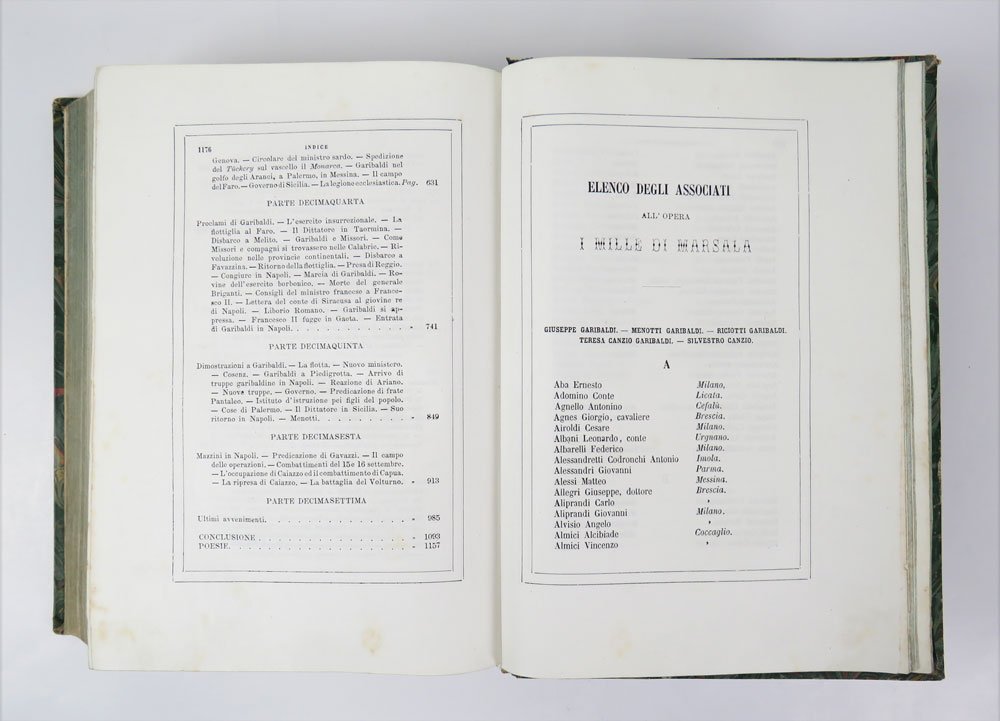 1176
INDICE
Genova. — Circolare del ministro sardo. — Spedizione
del Tückery sul vascello il Monarca. — Garibaldi nel
golfo degli Aranci, a Palermo, in Messina. — Il campo
del Faro. — Governo di Sicilia. — La legione ecclesiastica. Pag. 631
PARTE DECIMAQUARTA
Proclami di Garibaldi. — L'esercito insurrezionale. — La
flottiglia al Faro. — Il Dittatore in Taormina. —
Disbarco a Melito. — Garibaldi e Missori. — Come
Missori e compagni si trovassero nelle Calabrie. — Ri-
voluzione nelle provincie continentali. — Disbarco a
Favazzina. — Ritorno della flottiglia. — Presa di Reggio.
— Congiure in Napoli. — Marcia di Garibaldi. — Ro-
vine dell'esercito borbonico. — Morte del generale
Briganti. — Consigli del ministro francese a France-
sco II. — Lettera del conte di Siracusa al giovine re
di Napoli. — Liborio Romano. — Garibaldi si ap-
pressa. — Francesco II fugge in Gaeta. — Entrata
di Garibaldi in Napoli. . . . . . . . . . . . » 741
PARTE DECIMAQUINTA
Dimostrazioni a Garibaldi. — La flotta. — Nuovo ministero.
— Cosenz. — Garibaldi a Piedigrotta. — Arrivo di
truppe garibaldine in Napoli. — Reazione di Ariano.
— Nuove truppe. — Governo. — Predicazione di frate
Pantaleo. — Istituto d'istruzione pei figli del popolo.
— Cose di Palermo. — Il Dittatore in Sicilia. — Suo
ritorno in Napoli. — Menotti. . . . . . . . . » 849
PARTE DECIMASESTA
Mazzini in Napoli. — Predicazione di Gavazzi. — Il campo
delle operazioni. — Combattimenti del 15 e 16 settembre.
— L'occupazione di Caiazzo ed il combattimento di Capua.
— La ripresa di Caiazzo. — La battaglia del Volturno. » 913
PARTE DECIMASETTIMA
Ultimi avvenimenti. . . . . . . . . . . . . » 985
CONCLUSIONE . . . . . . . . . . . . . » 1093
POESIE. . . . . . . . . . . . . . . . » 1157
ELENCO DEGLI ASSOCIATI
ALL'OPERA
I MILLE DI MARSALA
GIUSEPPE GARIBALDI. — MENOTTI GARIBALDI. — RICIOTTI GARIBALDI.
TERESA CANZIO GARIBALDI. — SILVESTRO CANZIO.
A
Aba Ernesto Milano,
Adomino Conte Licata.
Agnello Antonino Cefalù.
Agnes Giorgio, cavaliere Brescia.
Airoldi Cesare Milano.
Albani Leonardo, conte Urgnano.
Albarelli Federico Milano.
Alessandretti Codronchi Antonio Imola.
Alessandri Giovanni Parma.
Alessi Matteo Messina.
Allegri Giuseppe, dottore Brescia.
Aliprandi Carlo »
Aliprandi Giovanni Milano.
Alvisio Angelo »
Almici Alcibiade Coccaglio.
Almici Vincenzo »